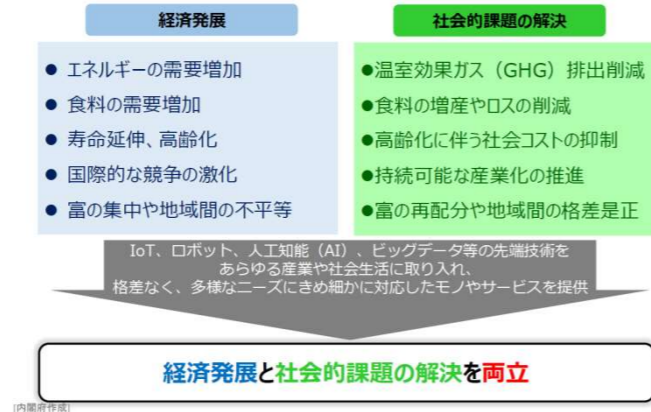 経済発展
● エネルギーの需要増加
● 食料の需要増加
● 寿命延伸、高齢化
● 国際的な競争の激化
● 富の集中や地域間の不平等
社会的課題の解決
●温室効果ガス（GHG）排出削減
●食料の増産やロスの削減
●高齢化に伴う社会コストの抑制
●持続可能な産業化の推進
●富の再配分や地域間の格差是正
IoT、ロボット、人工知能（AI）、ビッグデータ等の先端技術を
あらゆる産業や社会生活に取り入れ、
格差なく、多様なニーズにきめ細かに対応したモノやサービスを提供
経済発展と社会的課題の解決を両立
[内閣府作成]